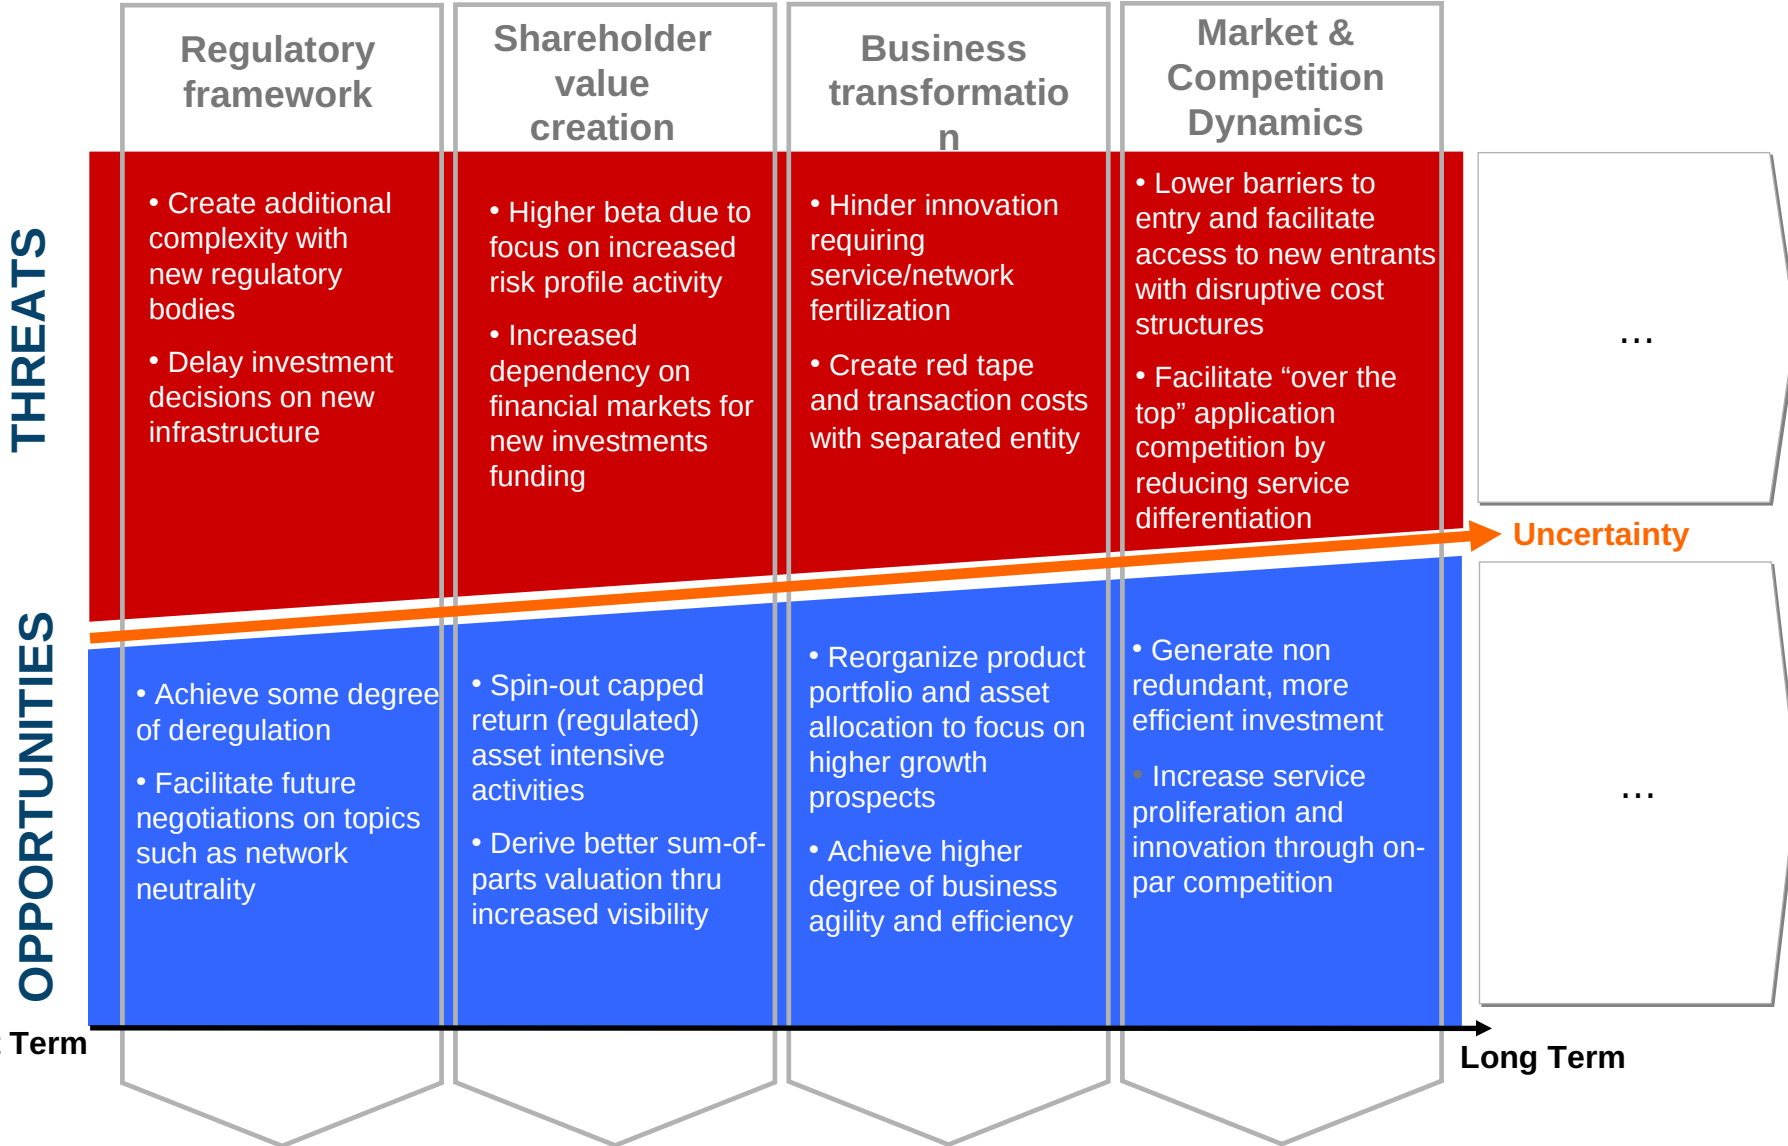 Regulatory
framework
Shareholder
value
creation
Business
transformatio
n
Market &
Competition
Dynamics
THREATS
• Create additional
complexity with
new regulatory
bodies
• Delay investment
decisions on new
infrastructure
• Higher beta due to
focus on increased
risk profile activity
• Increased
dependency on
financial markets for
new investments
funding
• Hinder innovation
requiring
service/network
fertilization
• Create red tape
and transaction costs
with separated entity
• Lower barriers to
entry and facilitate
access to new entrants
with disruptive cost
structures
• Facilitate “over the
top” application
competition by
reducing service
differentiation
...
Uncertainty
OPPORTUNITIES
• Achieve some degree
of deregulation
• Facilitate future
negotiations on topics
such as network
neutrality
• Spin-out capped
return (regulated)
asset intensive
activities
• Derive better sum-of-
parts valuation thru
increased visibility
• Reorganize product
portfolio and asset
allocation to focus on
higher growth
prospects
• Achieve higher
degree of business
agility and efficiency
• Generate non
redundant, more
efficient investment
• Increase service
proliferation and
innovation through on-
par competition
...
Term
Long Term